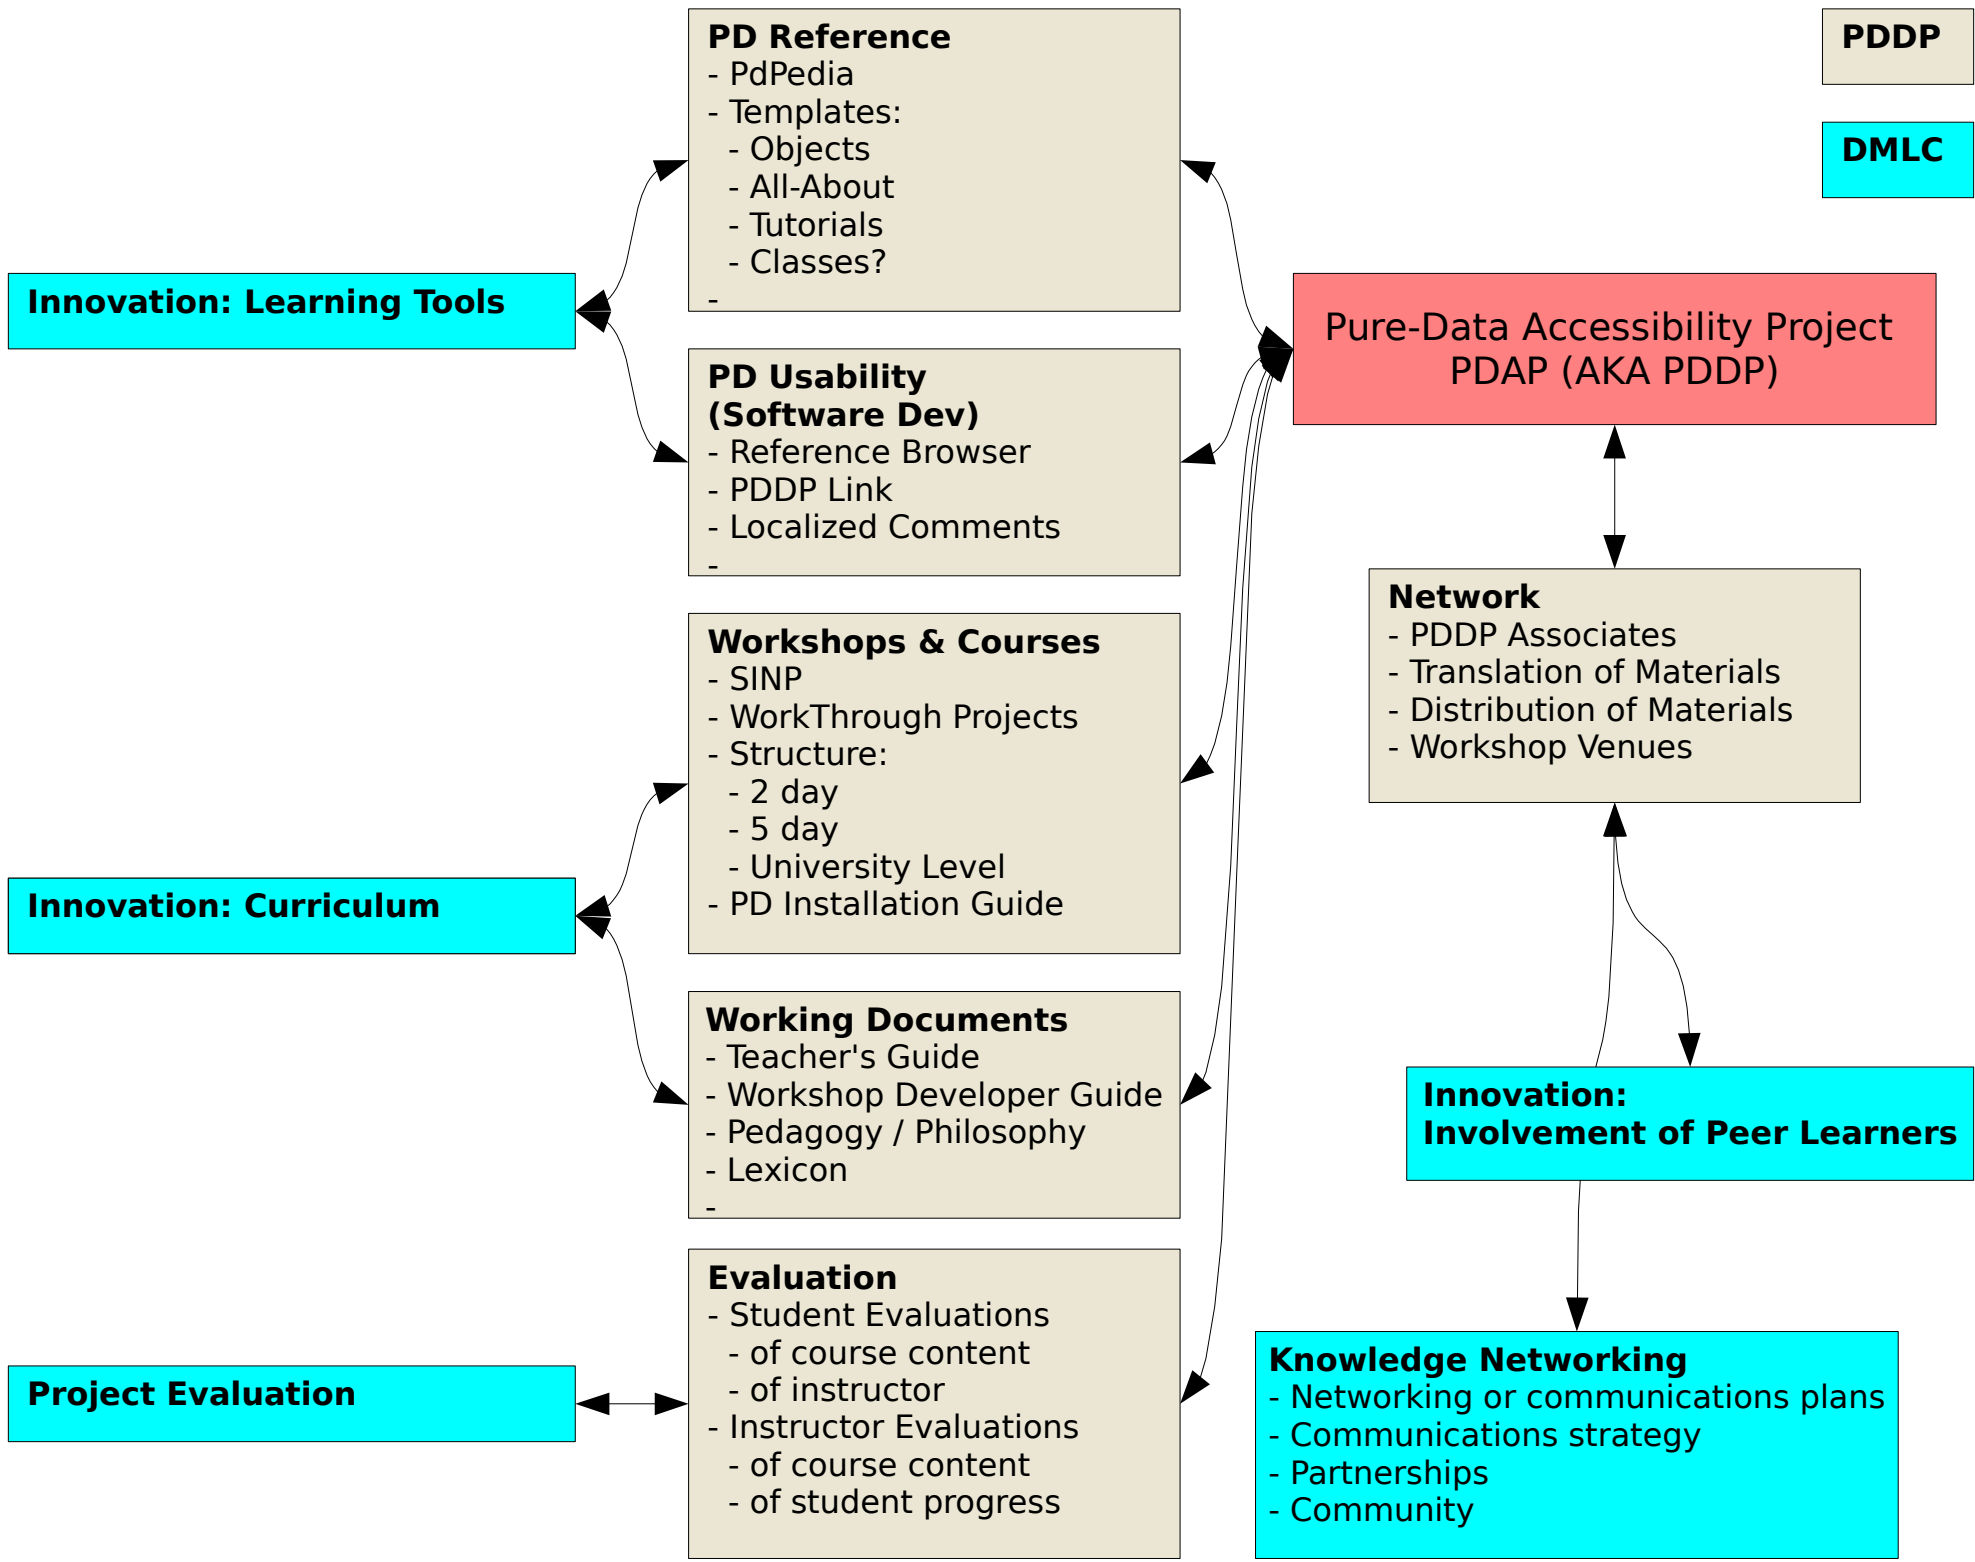 PD Reference
- PdPedia
- Templates:
- Objects
- All-About
- Tutorials
- Classes?
-
PDDP
DMLC
Innovation: Learning Tools
Pure-Data Accessibility Project
PDAP (AKA PDDP)
PD Usability
(Software Dev)
- Reference Browser
- PDDP Link
- Localized Comments
-
Network
- PDDP Associates
- Translation of Materials
- Distribution of Materials
- Workshop Venues
Workshops & Courses
- SINP
- WorkThrough Projects
- Structure:
- 2 day
- 5 day
- University Level
- PD Installation Guide
Innovation: Curriculum
Working Documents
- Teacher's Guide
- Workshop Developer Guide
- Pedagogy / Philosophy
- Lexicon
-
Innovation:
Involvement of Peer Learners
Evaluation
- Student Evaluations
- of course content
- of instructor
- Instructor Evaluations
- of course content
- of student progress
Project Evaluation
Knowledge Networking
- Networking or communications plans
- Communications strategy
- Partnerships
- Community